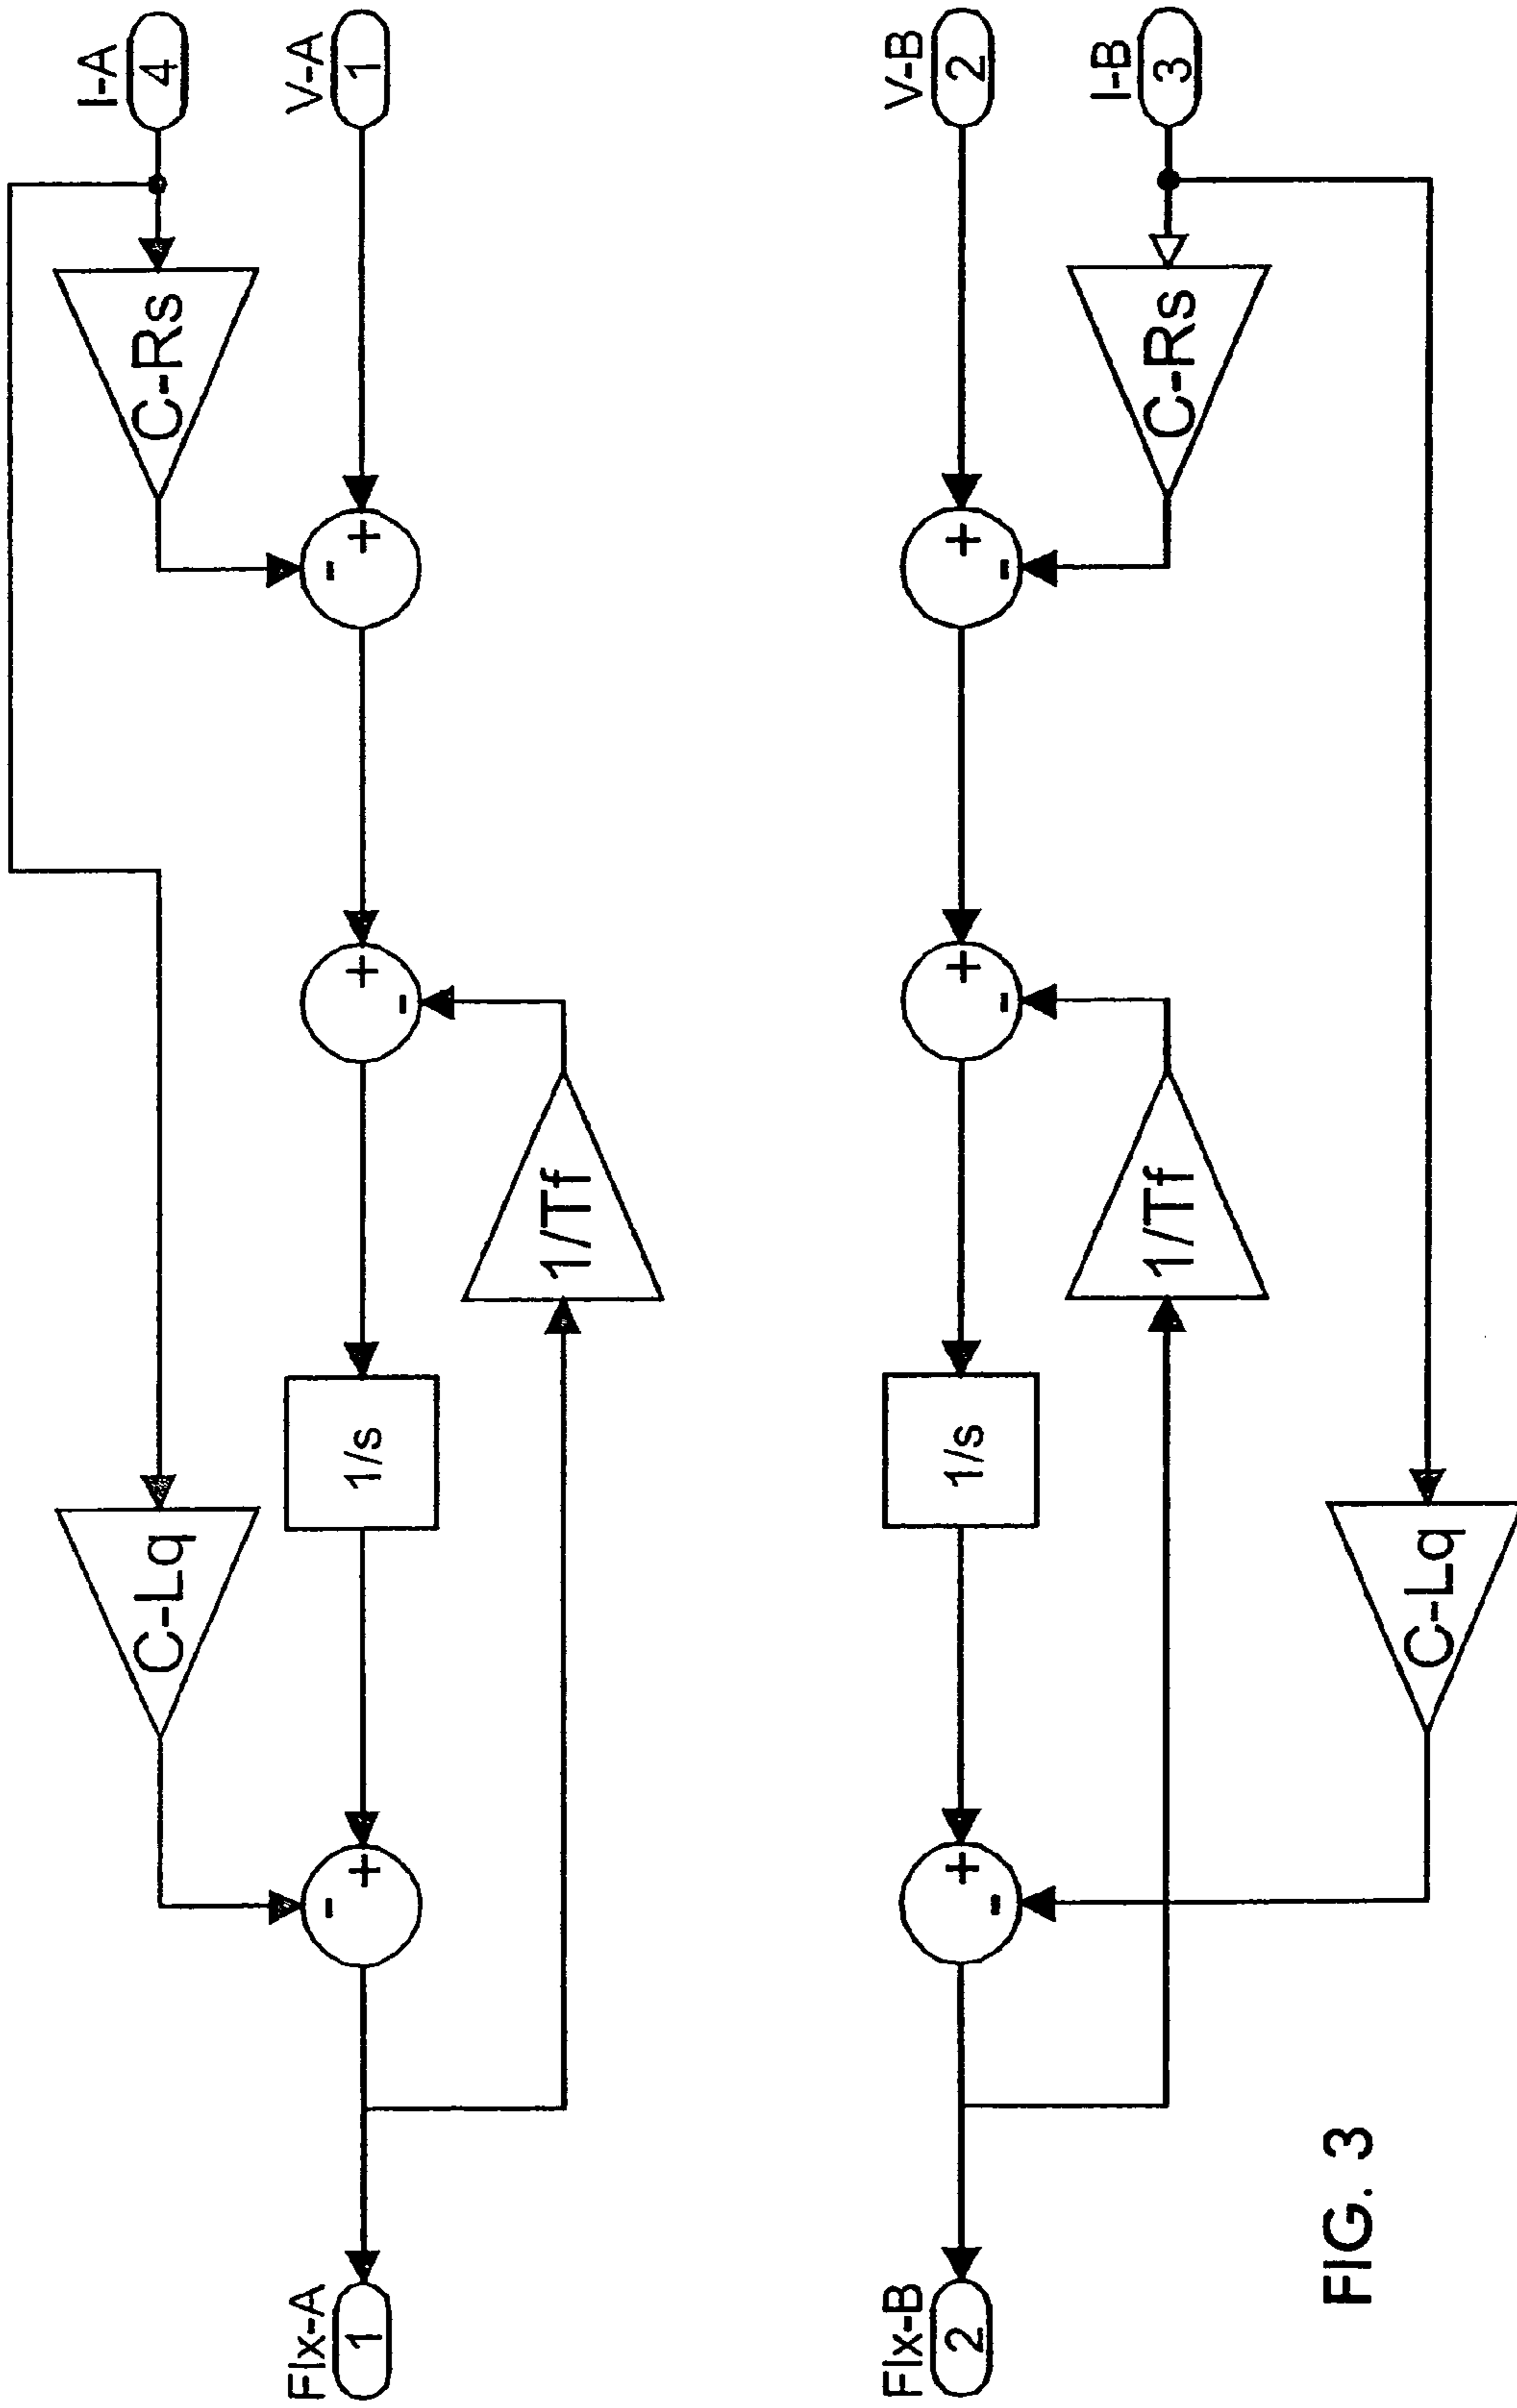 I-A
4
C-Rs
C-Lq
V-A
1
-
+
+
-
1/s
-
+
Flx-A
1
1/Tf
V-B
2
+
-
+
-
1/s
+
-
Flx-B
2
I-B
3
C-Rs
1/Tf
C-Lq
FIG. 3